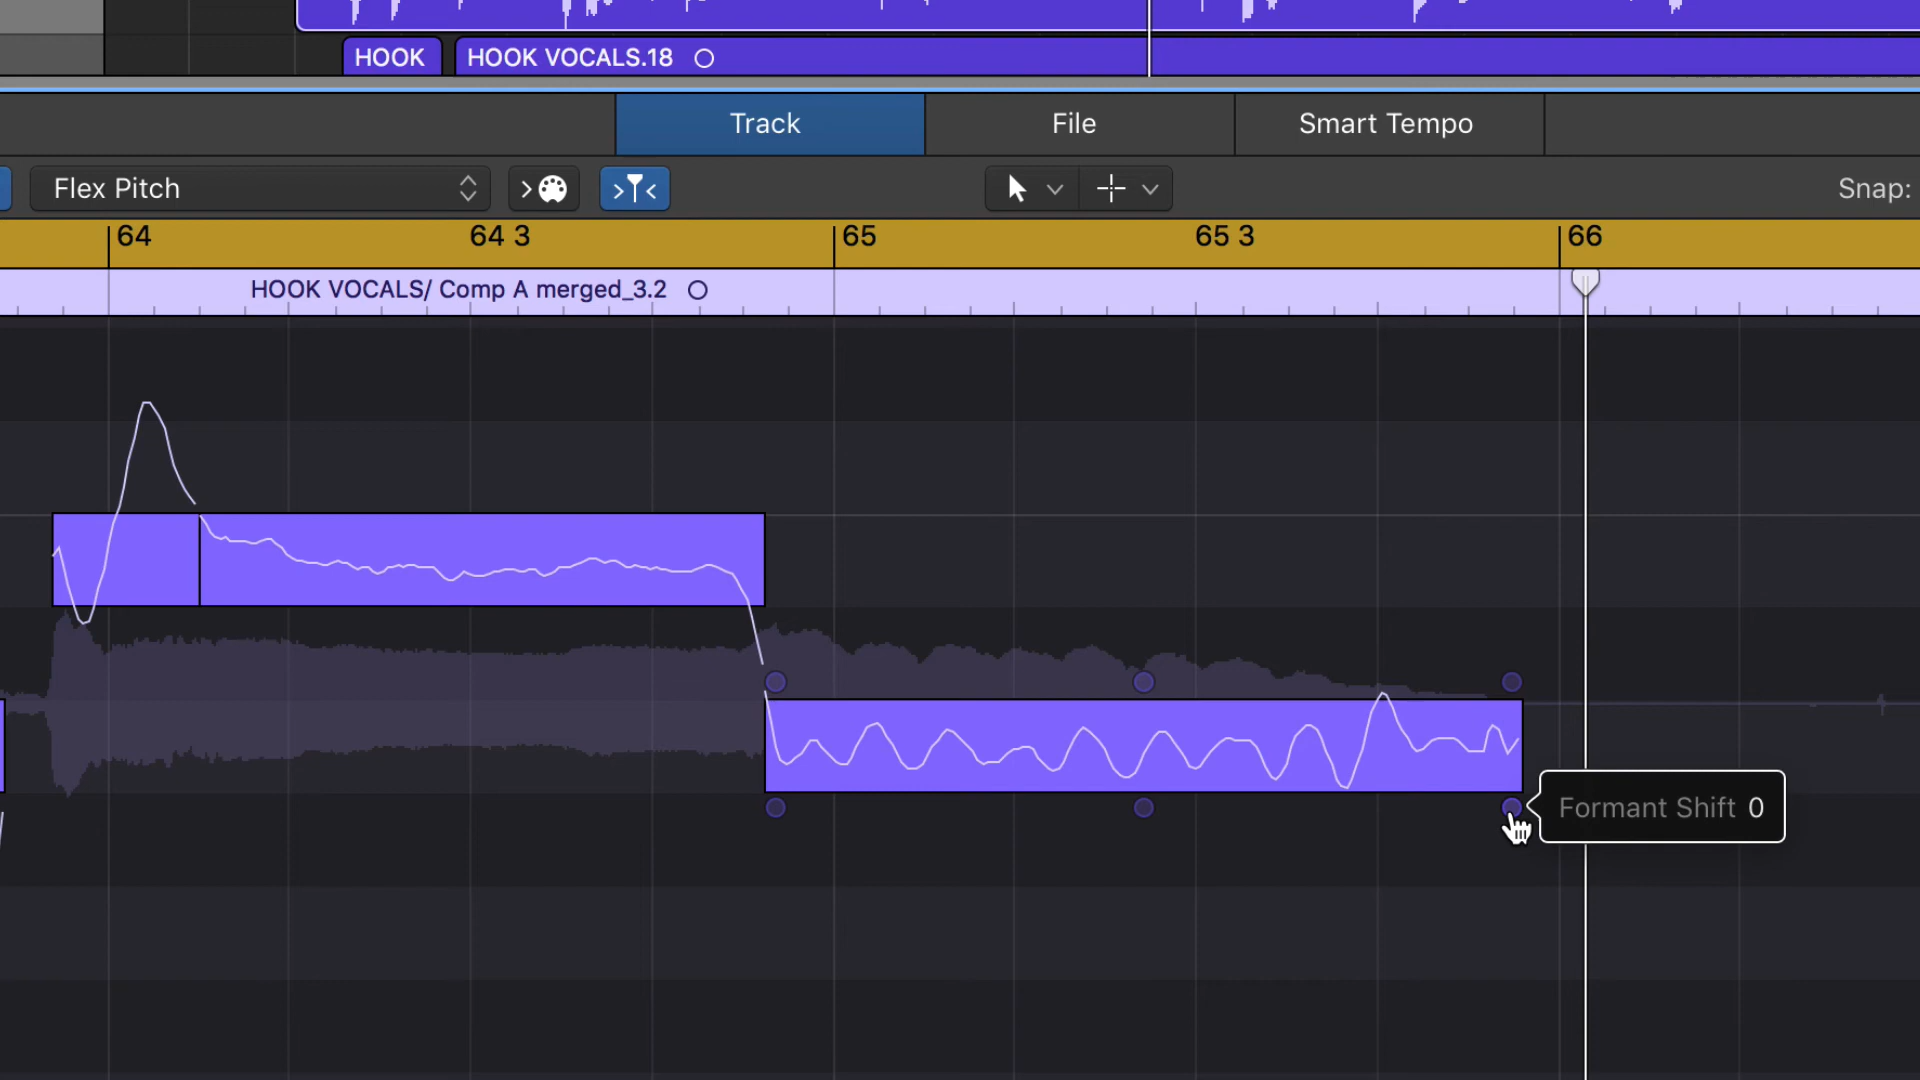 HOOK
HOOK VOCALS.18
Track
File
Smart Tempo
Flex Pitch
Snap:
64
64 3
65
65 3
66
HOOK VOCALS/ Comp A merged_3.2
Formant Shift 0